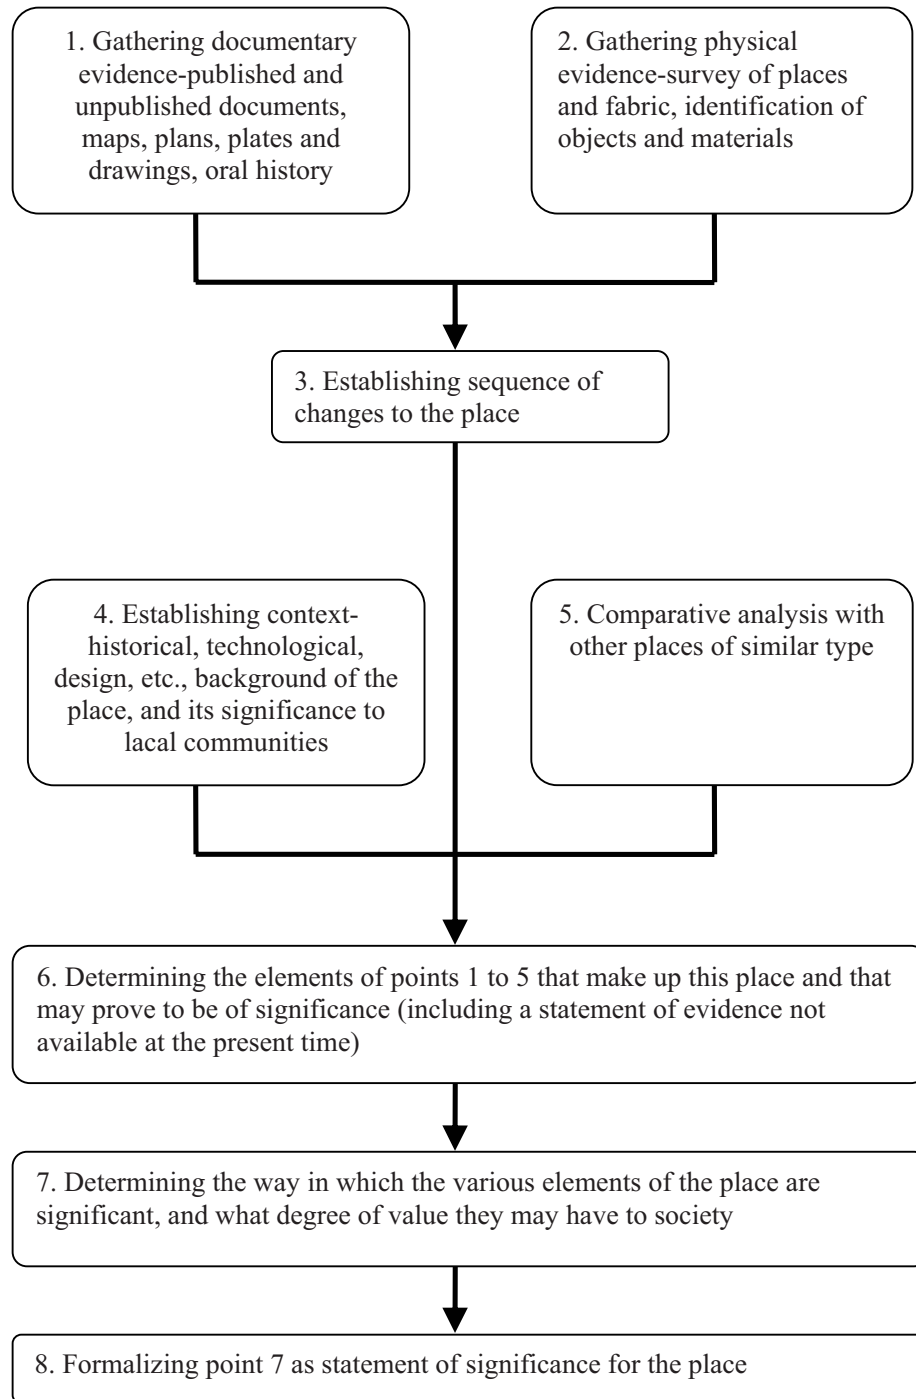 1. Gathering documentary
evidence-published and
unpublished documents,
maps, plans, plates and
drawings, oral history
2. Gathering physical
evidence-survey of places
and fabric, identification of
objects and materials
3. Establishing sequence of
changes to the place
4. Establishing context-
historical, technological,
design, etc., background of the
place, and its significance to
lacal communities
5. Comparative analysis with
other places of similar type
6. Determining the elements of points 1 to 5 that make up this place and that
may prove to be of significance (including a statement of evidence not
available at the present time)
7. Determining the way in which the various elements of the place are
significant, and what degree of value they may have to society
8. Formalizing point 7 as statement of significance for the place